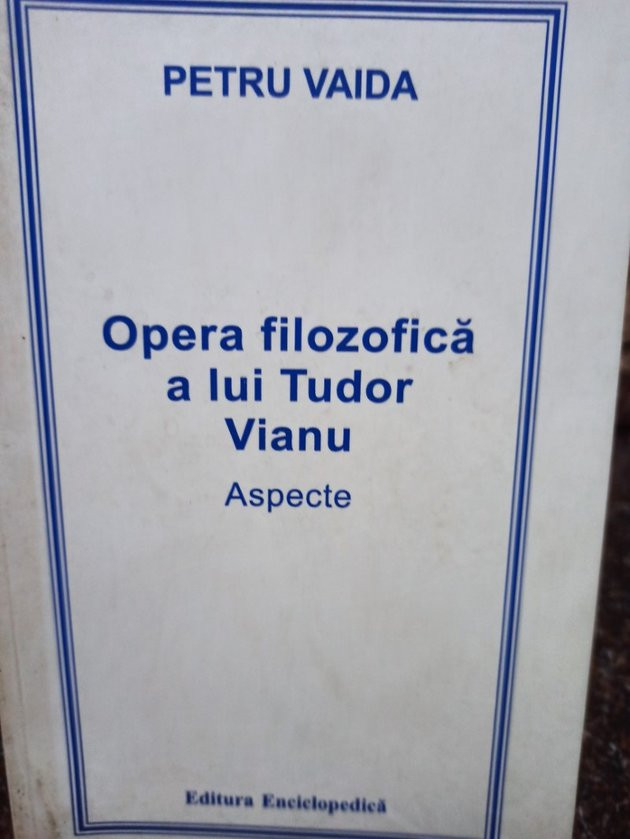 PETRU VAIDA
Opera filozofică
a lui Tudor
Vianu
Aspecte
Editura Enciclopedică